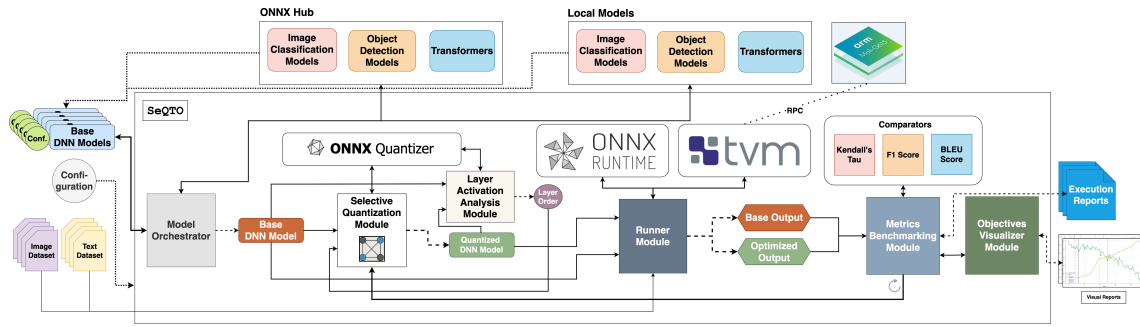 ONNX Hub
Image
Classification
Models
Object
Detection
Models
Transformers
Local Models
Image
Classification
Models
Object
Detection
Models
Transformers
arm
Mali-G610
SeQTO
RPC
Conf.
Base
DNN Models
Confi-
guration
Image
Dataset
Text
Dataset
Model
Orchestrator
ONNX Quantizer
Base
DNN Model
Selective
Quantization
Module
Layer
Activation
Analysis
Module
Layer
Order
Quantized
DNN Model
ONNX
RUNTIME
tvm
Runner
Module
Base Output
Optimized
Output
Comparators
Kendall's
Tau
F1 Score
BLEU
Score
Metrics
Benchmarking
Module
Objectives
Visualizer
Module
Execution
Reports
Visual Reports